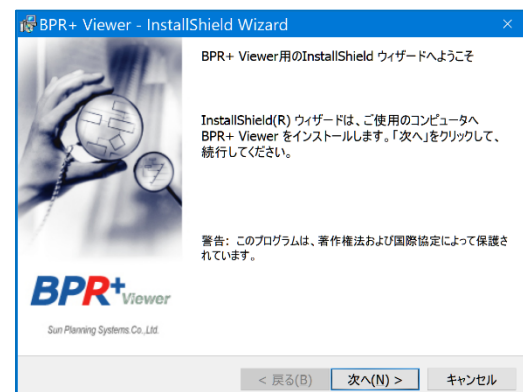 BPR+ Viewer - InstallShield Wizard
BPR+ Viewer用のInstallShield ウィザードへようこそ
InstallShield(R) ウィザードは、ご使用のコンピュータへ
BPR+ Viewer をインストールします。「次へ」をクリックして、
続行してください。
警告: このプログラムは、著作権法および国際協定によって保護さ
れています。
BPR+ Viewer
Sun Planning Systems.Co.,Ltd.
< 戻る(B)
次へ(N) >
キャンセル